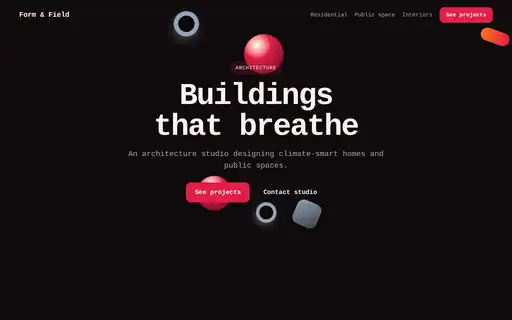 Form & Field
Residential Public space Interiors See projects
ARCHITECTURE
Buildings
that breathe
An architecture studio designing climate-smart homes and
public spaces.
See projects Contact studio